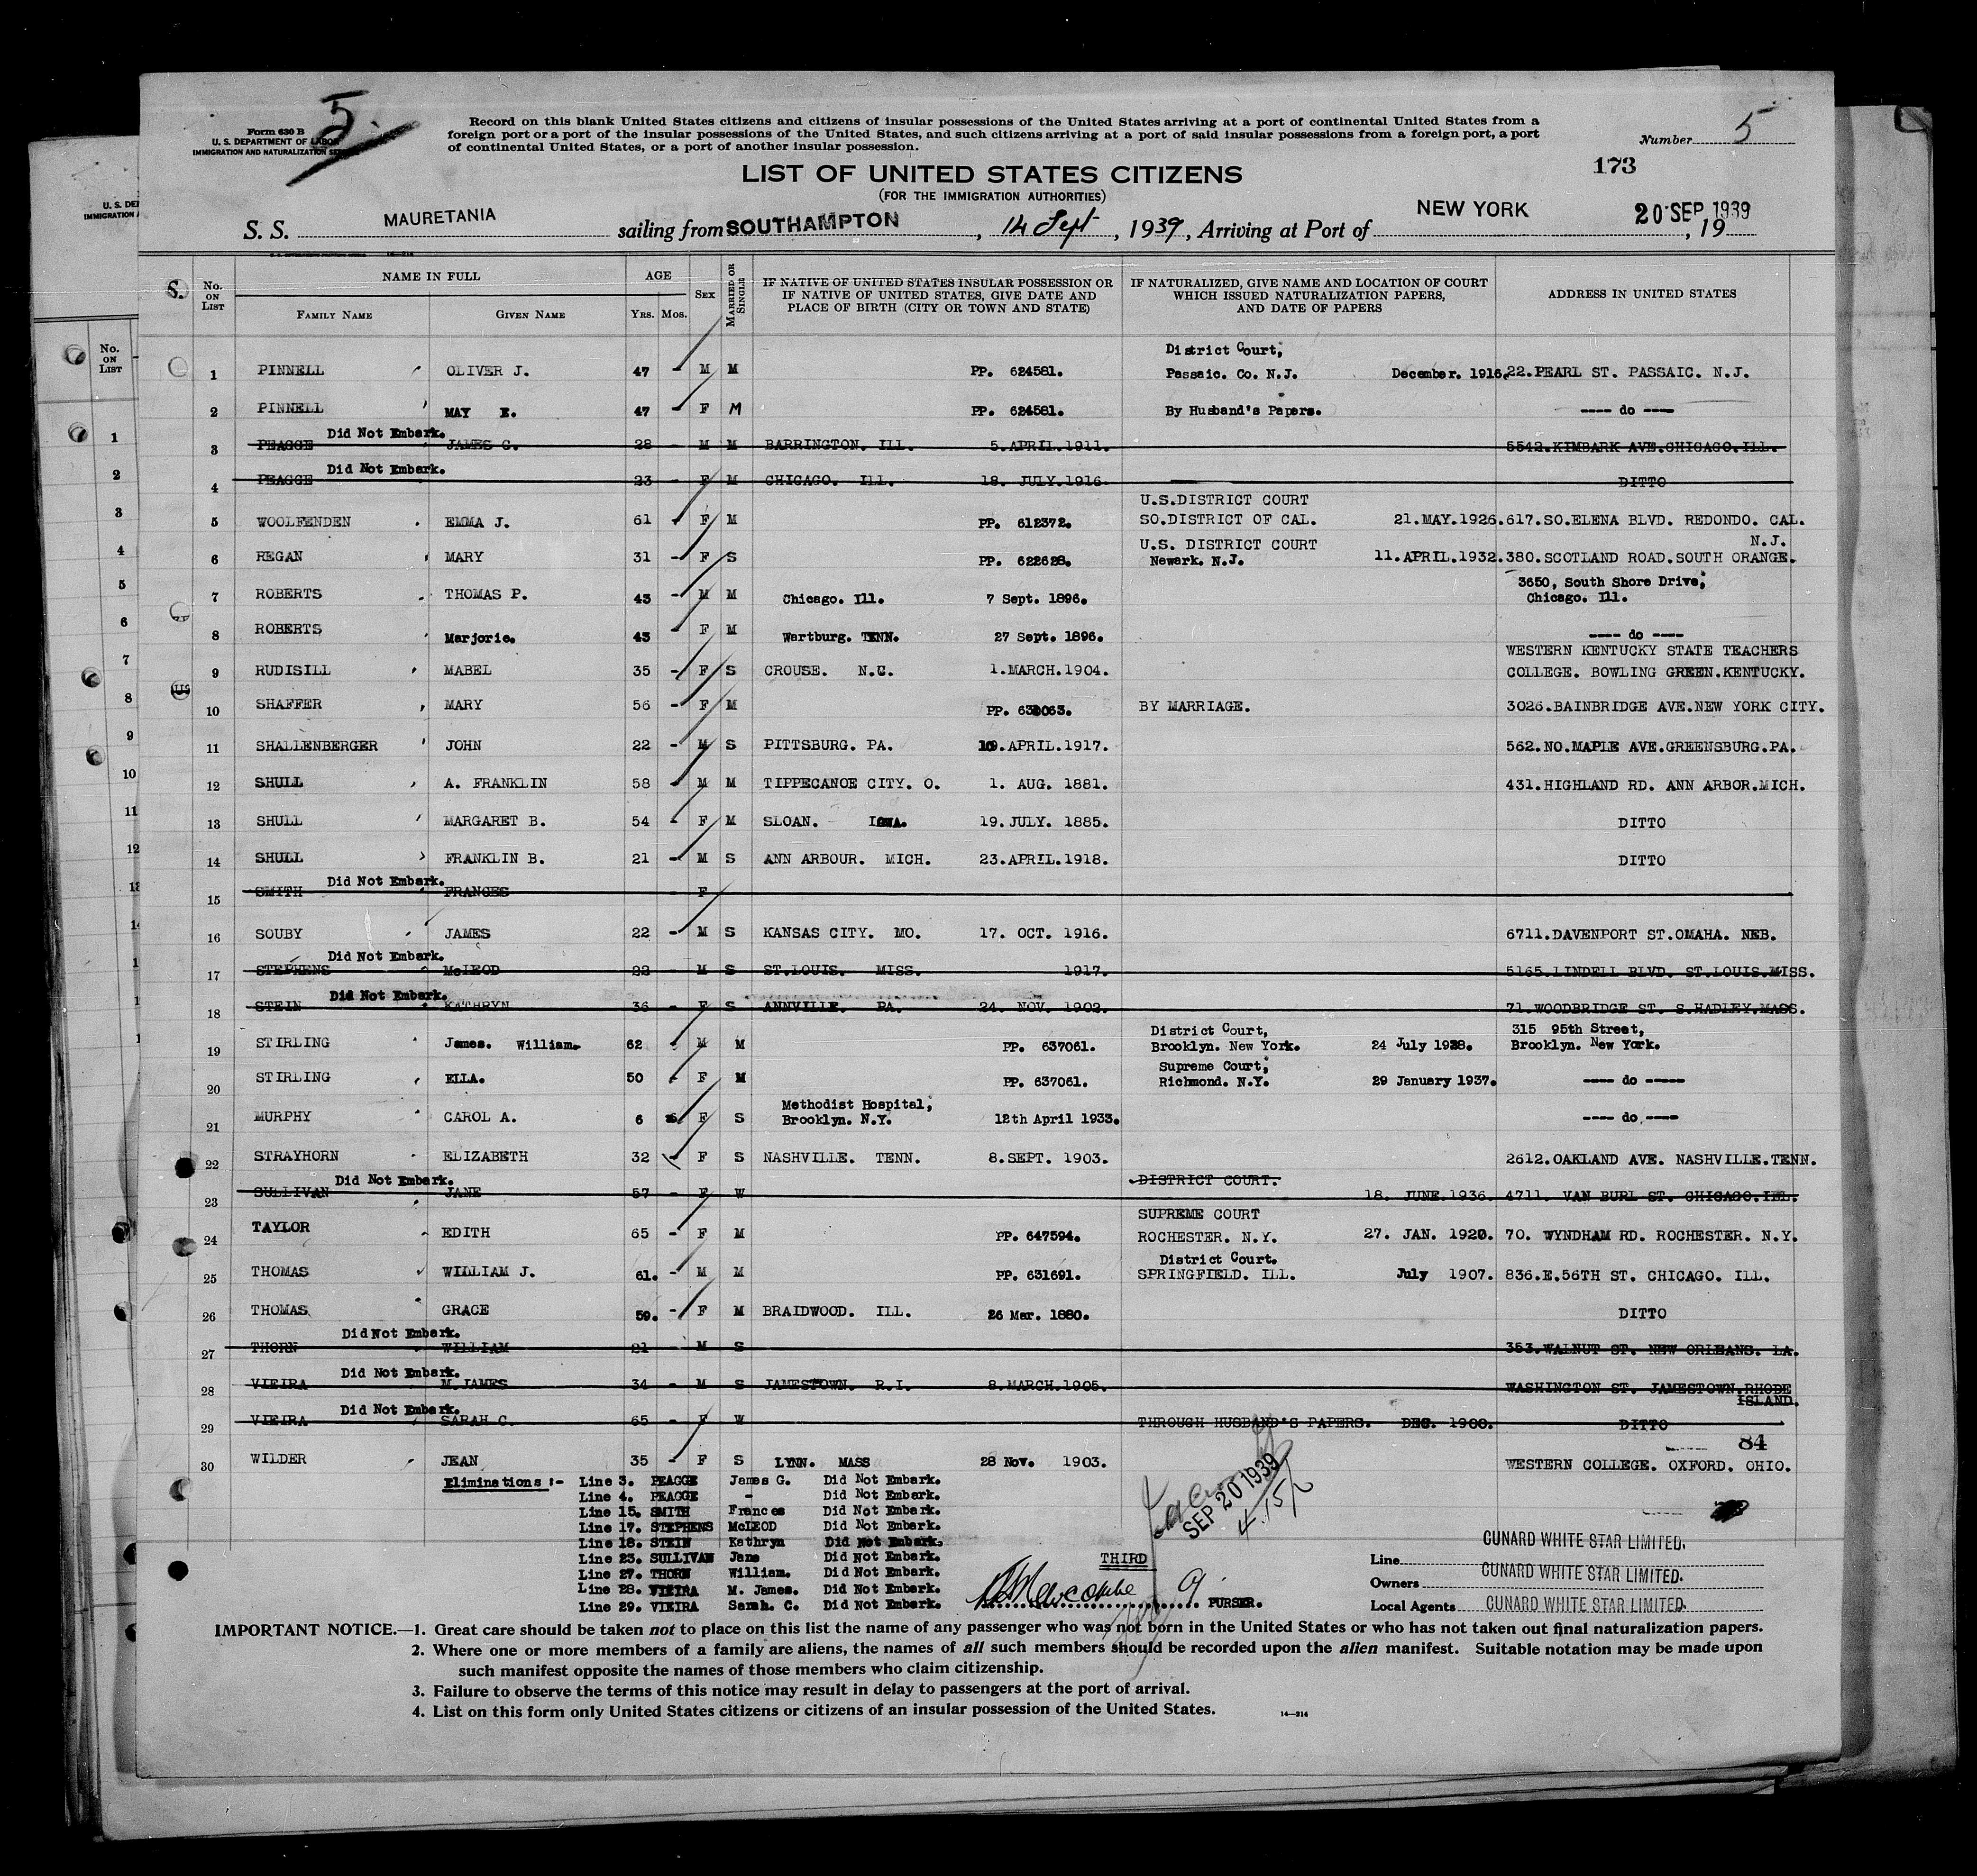 5.
Form 630 B
U. S. DEPARTMENT OF LABOR
IMMIGRATION AND NATURALIZATION
Record on this blank United States citizens and citizens of insular possessions of the United States arriving at a port of continental United States from a
foreign port or a port of the insular possessions of the United States, and such citizens arriving at a port of said insular possessions from a foreign port, a port
of continental United States, or a port of another insular possession.
Number 5
173
LIST OF UNITED STATES CITIZENS
(FOR THE IMMIGRATION AUTHORITIES)
S. S. MAURETANIA sailing from SOUTHAMPTON, 14 Sept, 1939, Arriving at Port of NEW YORK 20 SEP 1939, 19
No. ON LIST NAME IN FULL FAMILY NAME GIVEN NAME AGE YRS. MOS. SEX MARRIED OR SINGLE IF NATIVE OF UNITED STATES INSULAR POSSESSION OR IF NATIVE OF UNITED STATES, GIVE DATE AND PLACE OF BIRTH (CITY OR TOWN AND STATE) IF NATURALIZED, GIVE NAME AND LOCATION OF COURT WHICH ISSUED NATURALIZATION PAPERS, AND DATE OF PAPERS ADDRESS IN UNITED STATES
District Court,
1 PINNELL OLIVER J. 47 - M M PP. 624581. Passaic. Co. N.J. December. 1916. 22.PEARL ST. PASSAIC. N.J.
2 PINNELL MAY E. 47 - F M PP. 624581. By Husband's Papers. ---- do ----
Did Not Embark.
3 PEAGGE JAMES G. 28 - M M BARRINGTON. ILL. 5.APRIL.1911. 5542.KIMBARK AVE.CHICAGO.ILL.
Did Not Embark.
4 PEAGGE 23 - F M CHICAGO. ILL. 18. JULY.1916. DITTO
U.S.DISTRICT COURT
5 WOOLFENDEN EMMA J. 61 - F M PP. 612372. SO.DISTRICT OF CAL. 21.MAY.1926. 617.SO.ELENA BLVD. REDONDO. CAL.
U.S. DISTRICT COURT N.J.
6 REGAN MARY 31 - F S PP. 622628. Newark. N.J. 11.APRIL.1932. 380.SCOTLAND ROAD.SOUTH ORANGE.
3650, South Shore Drive,
7 ROBERTS THOMAS P. 43 - M M Chicago. Ill. 7 Sept. 1896. Chicago. Ill.
8 ROBERTS Marjorie. 43 - F M Wartburg. TENN. 27 Sept. 1896. ---- do ----
WESTERN KENTUCKY STATE TEACHERS
9 RUDISILL MABEL 35 - F S CROUSE. N.C. 1.MARCH.1904. COLLEGE. BOWLING GREEN.KENTUCKY.
10 SHAFFER MARY 56 - F M PP. BY MARRIAGE. 3026.BAINBRIDGE AVE.NEW YORK CITY.
11 SHALLENBERGER JOHN 22 - M S PITTSBURG. PA. APRIL.1917. 562.NO.MAPLE AVE.GREENSBURG.PA.
12 SHULL A. FRANKLIN 58 - M M TIPPECANOE CITY. O. 1. AUG. 1881. 431.HIGHLAND RD. ANN ARBOR.MICH.
13 SHULL MARGARET B. 54 - F M SLOAN. IOWA. 19.JULY. 1885. DITTO
14 SHULL FRANKLIN B. 21 - M S ANN ARBOUR. MICH. 23.APRIL.1918. DITTO
Did Not Embark.
15 SMITH FRANCES - F
16 SOUBY JAMES 22 - M S KANSAS CITY. MO. 17. OCT. 1916. 6711.DAVENPORT ST.OMAHA. NEB.
Did Not Embark.
17 STEPHENS McLEOD 22 - M S ST.LOUIS. MISS. 1917. 5165.LINDELL BLVD. ST.LOUIS.MISS.
Did Not Embark.
18 STEIN KATHRYN 36 - F S ANNVILLE. PA. 24. NOV. 1902. 71.WOODBRIDGE ST. S.HADLEY.MASS.
District Court, 315 95th Street,
19 STIRLING James. William. 62 - M M PP. 637061. Brooklyn. New York. 24 July 1928. Brooklyn. New York.
Supreme Court,
20 STIRLING ELLA. 50 - F M PP. 637061. Richmond. N.Y. 29 January 1937. ---- do -----
Methodist Hospital,
21 MURPHY CAROL A. 6 F S Brooklyn. N.Y. 12th April 1933. ---- do ----
22 STRAYHORN ELIZABETH 32 - F S NASHVILLE. TENN. 8.SEPT. 1903. 2612.OAKLAND AVE. NASHVILLE.TENN.
Did Not Embark. DISTRICT COURT.
23 SULLIVAN JANE 57 - F W 18. JUNE.1936. 4711. VAN BURL ST. CHICAGO.ILL.
SUPREME COURT
24 TAYLOR EDITH 65 - F M PP. 647594. ROCHESTER. N.Y. 27. JAN. 1920. 70. WYNDHAM RD. ROCHESTER. N.Y.
District Court.
25 THOMAS WILLIAM J. 61. - M M PP. 631691. SPRINGFIELD. ILL. July 1907. 836.E.56TH ST. CHICAGO. ILL.
26 THOMAS GRACE 59. - F M BRAIDWOOD. ILL. 26 Mar. 1880. DITTO
Did Not Embark.
27 THORN WILLIAM 21 - M S 353.WALNUT ST. NEW ORLEANS. LA.
Did Not Embark.
28 VIEIRA M.JAMES 34 - M S JAMESTOWN. R.I. 8.MARCH.1905. WASHINGTON ST. JAMESTOWN.RHODE
ISLAND.
Did Not Embark.
29 VIEIRA SARAH C. 65 - F W THROUGH HUSBAND'S PAPERS. DEC. 1900. DITTO
84
30 WILDER JEAN 35 - F S LYNN. MASS 28 Nov. 1903. WESTERN COLLEGE. OXFORD. OHIO.
Eliminations :- Line 3. PEAGGE James G. Did Not Embark.
Line 4. PEAGGE - Did Not Embark.
Line 15. SMITH Frances Did Not Embark.
Line 17. STEPHENS McLEOD Did Not Embark.
Line 18. STEIN Kathryn Did Not Embark.
Line 23. SULLIVAN Jane Did Not Embark.
Line 27. THORN William. Did Not Embark.
Line 28. VIEIRA M. James. Did Not Embark.
Line 29. VIEIRA Sarah. C. Did Not Embark.
SEP 20 1939
THIRD
Newcombe PURSER.
Line CUNARD WHITE STAR LIMITED.
Owners CUNARD WHITE STAR LIMITED.
Local Agents CUNARD WHITE STAR LIMITED.
IMPORTANT NOTICE.—1. Great care should be taken not to place on this list the name of any passenger who was not born in the United States or who has not taken out final naturalization papers.
2. Where one or more members of a family are aliens, the names of all such members should be recorded upon the alien manifest. Suitable notation may be made upon
such manifest opposite the names of those members who claim citizenship.
3. Failure to observe the terms of this notice may result in delay to passengers at the port of arrival.
4. List on this form only United States citizens or citizens of an insular possession of the United States.
14—214